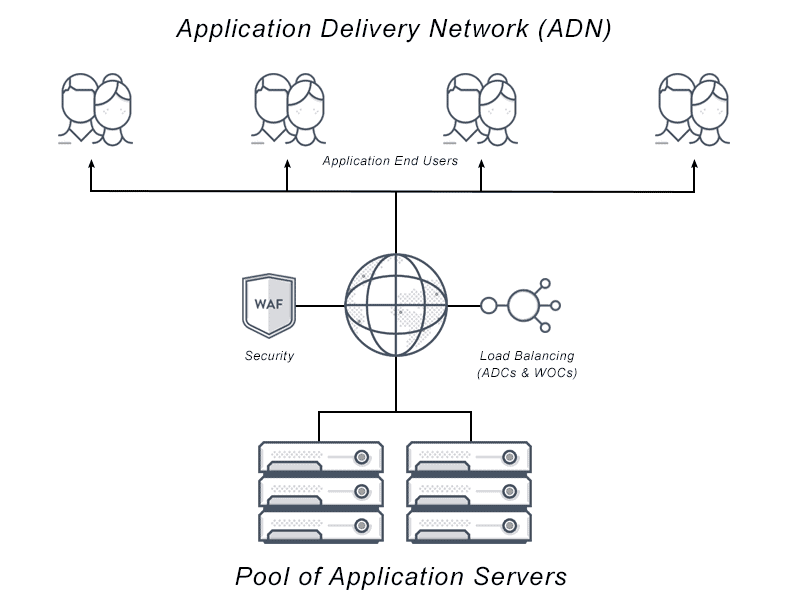 Application Delivery Network (ADN)
Application End Users
WAF
Security
Load Balancing
(ADCs & WOCs)
Pool of Application Servers